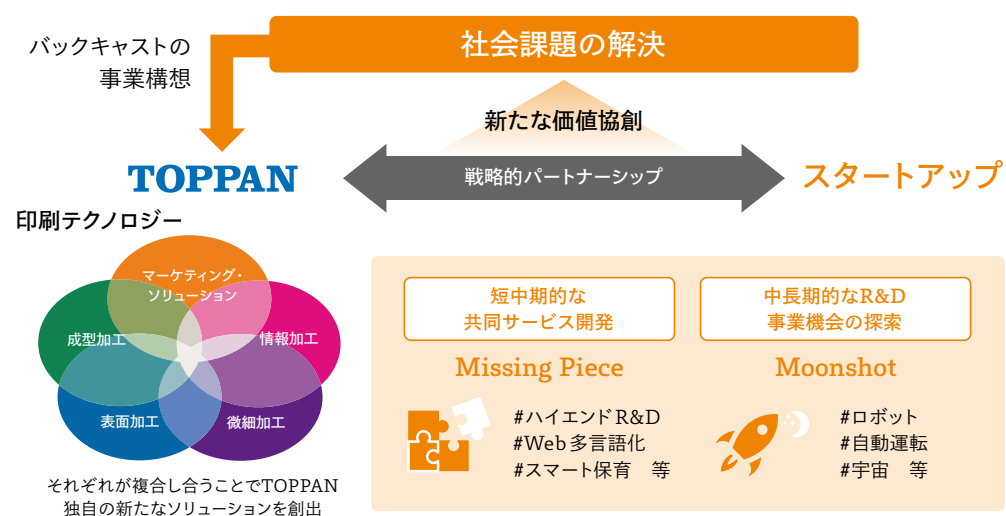 社会課題の解決
バックキャストの
事業構想
新たな価値協創
TOPPAN
戦略的パートナーシップ
スタートアップ
印刷テクノロジー
マーケティング・
ソリューション
成型加工
情報加工
表面加工
微細加工
それぞれが複合し合うことでTOPPAN
独自の新たなソリューションを創出
短中期的な
共同サービス開発
Missing Piece
#ハイエンドR&D
#Web多言語化
#スマート保育 等
中長期的なR&D
事業機会の探索
Moonshot
#ロボット
#自動運転
#宇宙 等